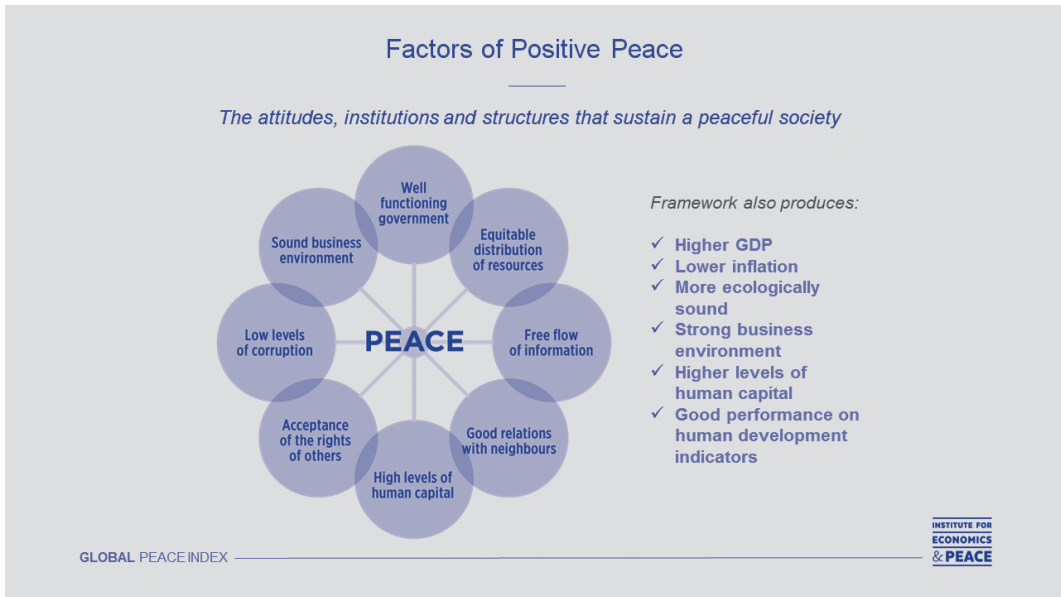 Factors of Positive Peace
The attitudes, institutions and structures that sustain a peaceful society
Well
functioning
government
Equitable
distribution
of resources
Free flow
of information
Good relations
with neighbours
High levels of
human capital
Acceptance
of the rights
of others
Low levels
of corruption
Sound business
environment
PEACE
Framework also produces:
✓ Higher GDP
✓ Lower inflation
✓ More ecologically
sound
✓ Strong business
environment
✓ Higher levels of
human capital
✓ Good performance on
human development
indicators
GLOBAL PEACE INDEX
INSTITUTE FOR
ECONOMICS
& PEACE